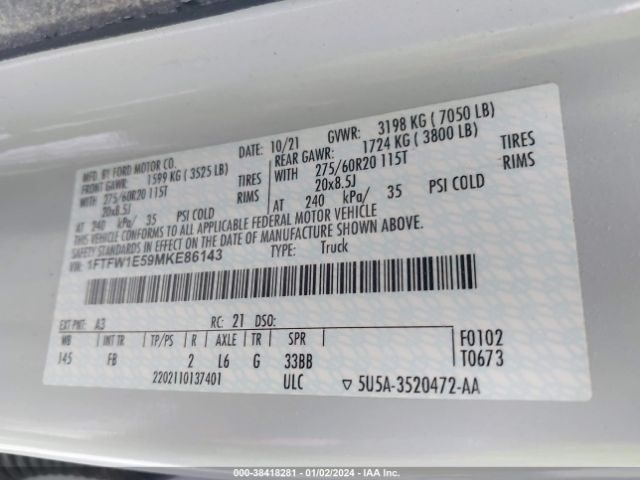 MFD. BY FORD MOTOR CO.
DATE: 10/21 GVWR: 3198 KG ( 7050 LB)
FRONT GAWR: 1599 KG ( 3525 LB) REAR GAWR: 1724 KG ( 3800 LB)
WITH 275/60R20 115T TIRES WITH 275/60R20 115T TIRES
20x8.5J RIMS 20x8.5J RIMS
AT 240 kPa/ 35 PSI COLD AT 240 kPa/ 35 PSI COLD
THIS VEHICLE CONFORMS TO ALL APPLICABLE FEDERAL MOTOR VEHICLE
SAFETY STANDARDS IN EFFECT ON THE DATE OF MANUFACTURE SHOWN ABOVE.
VIN: 1FTFW1E59MKE86143 TYPE: Truck
EXT PNT: A3 RC: 21 DSO:
WB INT TR TP/PS R AXLE TR SPR F0102
145 FB 2 L6 G 33BB T0673
2202110137401 ULC ▽ 5U5A-3520472-AA
000-38418281 - 01/02/2024 - IAA US